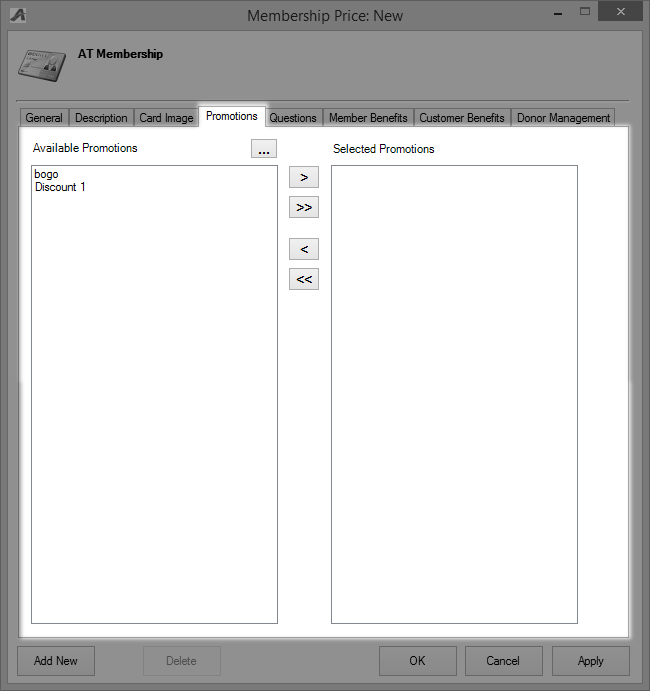 Membership Price: New
AT Membership
General Description Card Image Promotions Questions Member Benefits Customer Benefits Donor Management
Available Promotions ... Selected Promotions
bogo
Discount 1
>
>>
<
<<
Add New Delete OK Cancel Apply